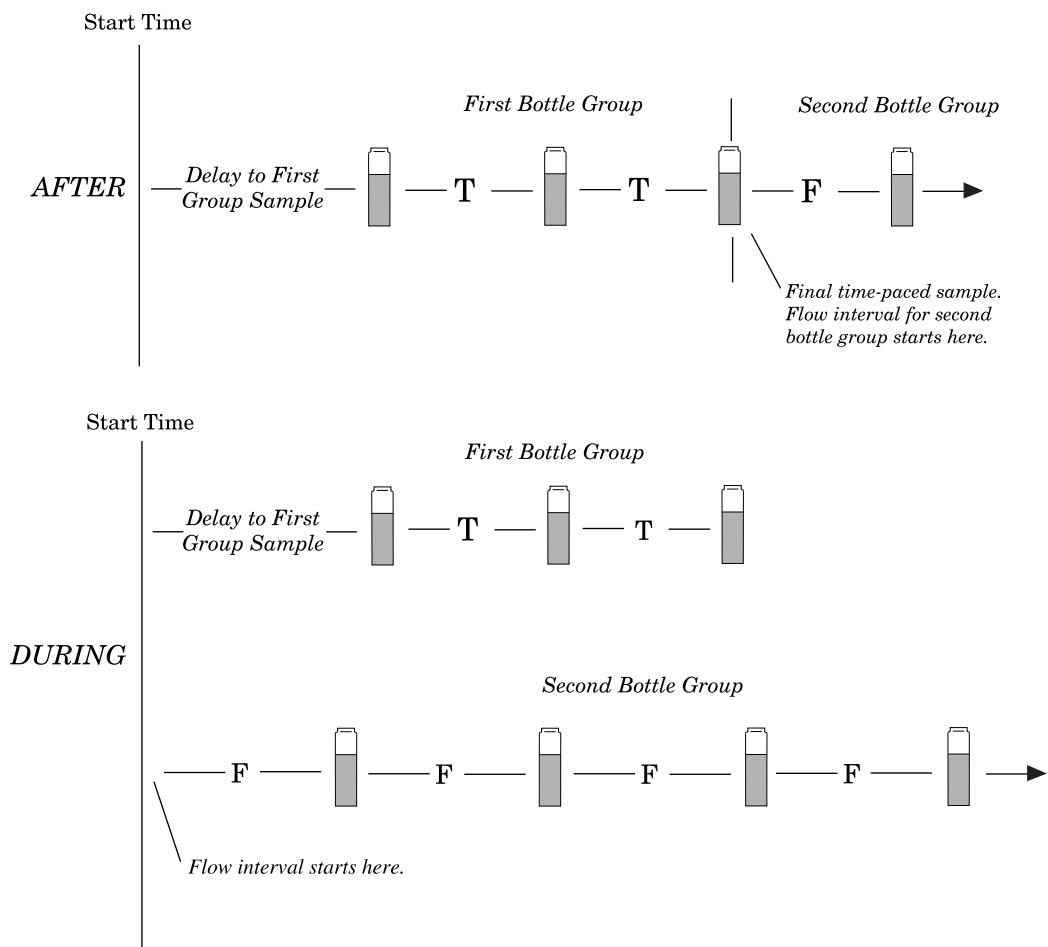 Start Time
First Bottle Group
Second Bottle Group
AFTER
Delay to First
Group Sample
T
T
F
Final time-paced sample.
Flow interval for second
bottle group starts here.
Start Time
First Bottle Group
Delay to First
Group Sample
T
T
DURING
Second Bottle Group
F
F
F
F
Flow interval starts here.